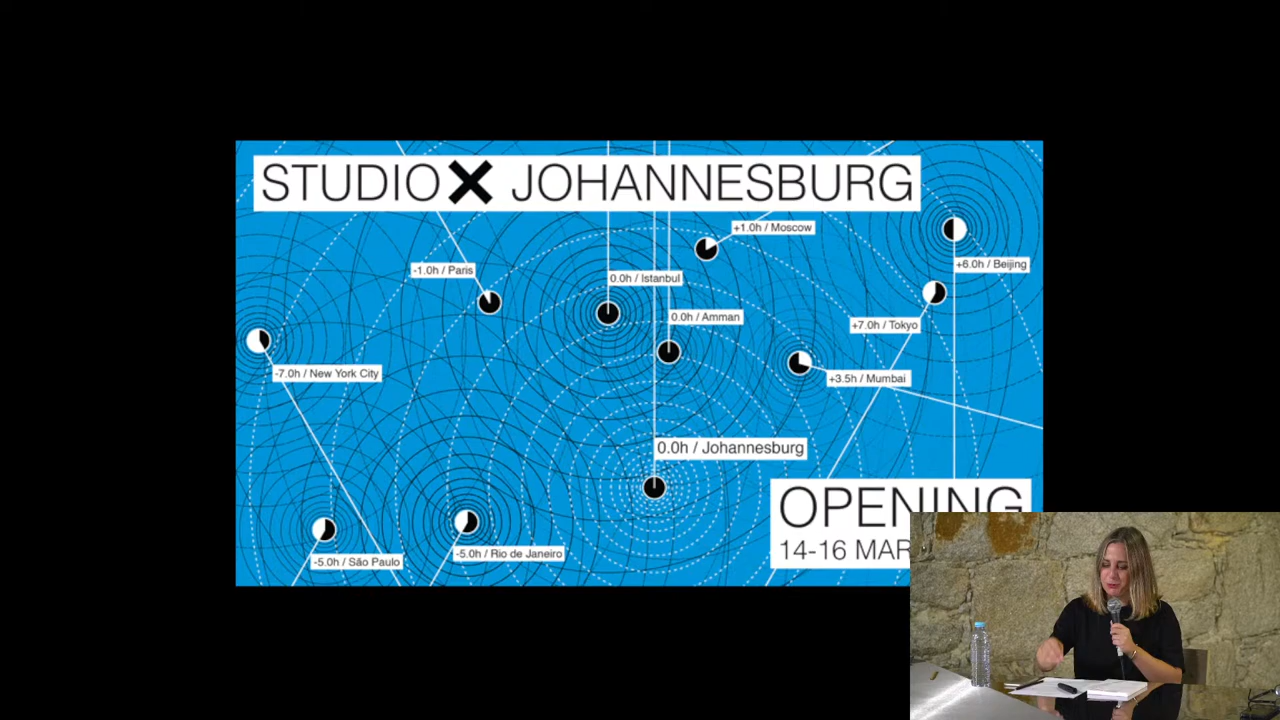 STUDIO X JOHANNESBURG
+1.0h / Moscow
-1.0h / Paris
0.0h / Istanbul
+6.0h / Beijing
0.0h / Amman
+7.0h / Tokyo
-7.0h / New York City
+3.5h / Mumbai
0.0h / Johannesburg
OPENING
14-16 MAR
-5.0h / São Paulo
-5.0h / Rio de Janeiro